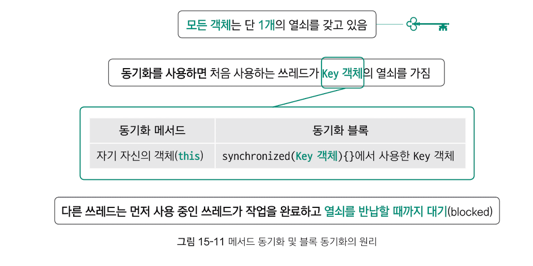 모든 객체는 단 1개의 열쇠를 갖고 있음
동기화를 사용하면 처음 사용하는 쓰레드가 Key 객체의 열쇠를 가짐
동기화 메서드 동기화 블록
자기 자신의 객체(this) synchronized(Key 객체){}에서 사용한 Key 객체
다른 쓰레드는 먼저 사용 중인 쓰레드가 작업을 완료하고 열쇠를 반납할 때까지 대기(blocked)
그림 15-11 메서드 동기화 및 블록 동기화의 원리